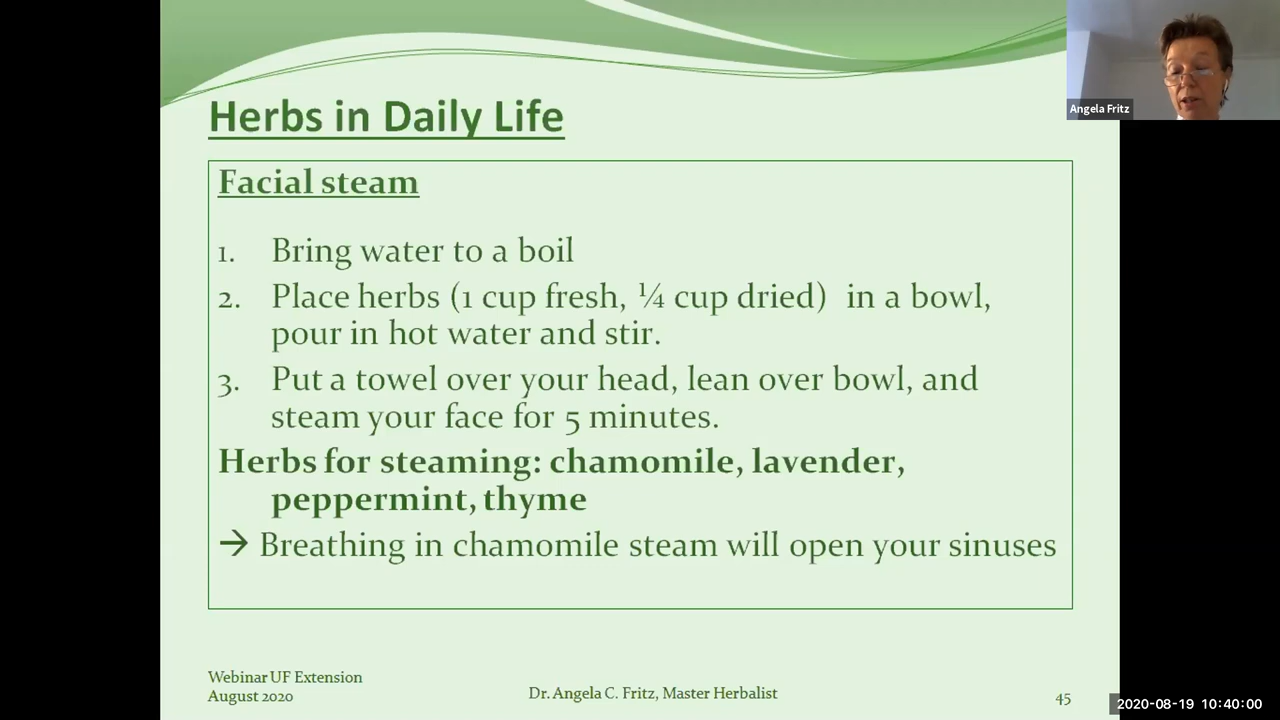 Herbs in Daily Life
Angela Fritz
Facial steam
1. Bring water to a boil
2. Place herbs (1 cup fresh, ¼ cup dried) in a bowl,
pour in hot water and stir.
3. Put a towel over your head, lean over bowl, and
steam your face for 5 minutes.
Herbs for steaming: chamomile, lavender,
peppermint, thyme
→ Breathing in chamomile steam will open your sinuses
Webinar UF Extension
August 2020
Dr. Angela C. Fritz, Master Herbalist
45
2020-08-19 10:40:00